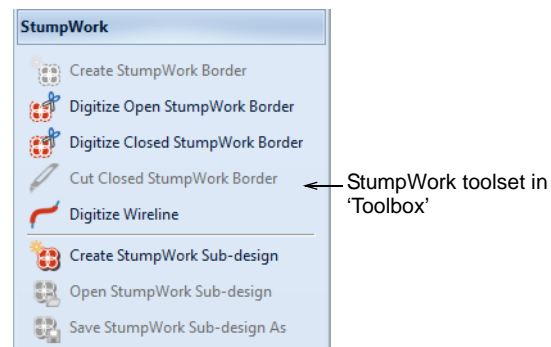 StumpWork
Create StumpWork Border
Digitize Open StumpWork Border
Digitize Closed StumpWork Border
Cut Closed StumpWork Border
StumpWork toolset in
‘Toolbox’
Digitize Wireline
Create StumpWork Sub-design
Open StumpWork Sub-design
Save StumpWork Sub-design As